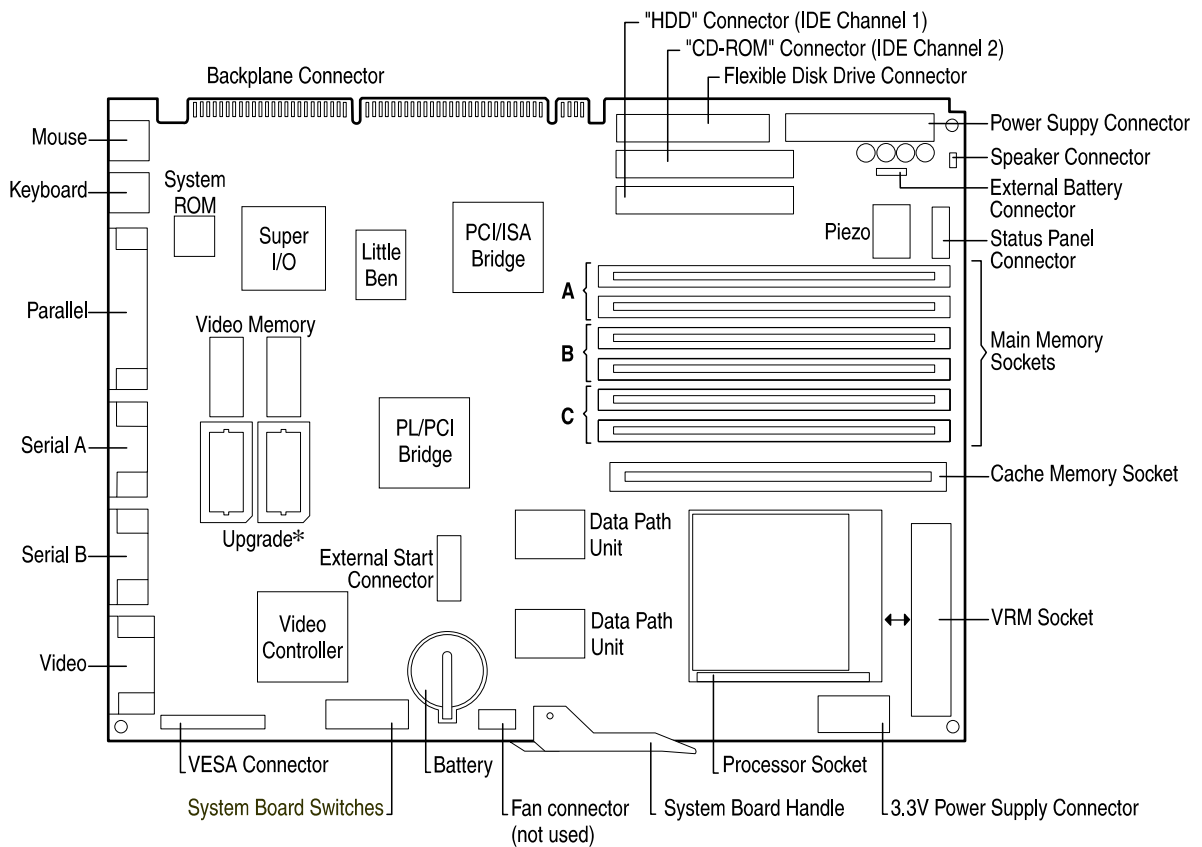 "HDD" Connector (IDE Channel 1)
"CD-ROM" Connector (IDE Channel 2)
Backplane Connector
Flexible Disk Drive Connector
Mouse
Power Suppy Connector
Speaker Connector
Keyboard
System
ROM
External Battery
Connector
Super
I/O
Little
Ben
PCI/ISA
Bridge
Piezo
Status Panel
Connector
A
Parallel
Video Memory
B
Main Memory
Sockets
C
PL/PCI
Bridge
Serial A
Cache Memory Socket
Upgrade*
Data Path
Unit
Serial B
External Start
Connector
Video
Controller
Data Path
Unit
VRM Socket
Video
VESA Connector
Battery
Processor Socket
System Board Switches
Fan connector
(not used)
System Board Handle
3.3V Power Supply Connector